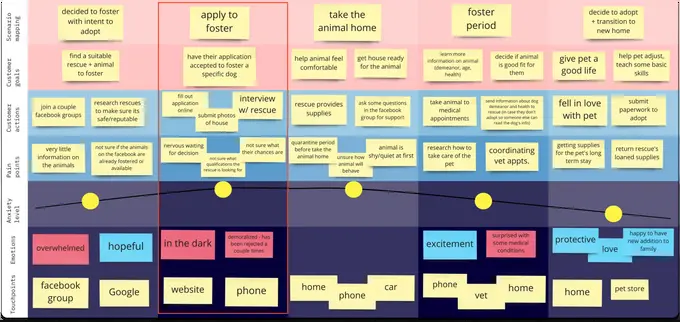 Scenario
mapping
decided to foster
with intent to
adopt
apply to
foster
take the
animal home
foster
period
decide to adopt
+ transition to
new home
Customer
goals
find a suitable
rescue + animal
to foster
have their application
accepted to foster a
specific dog
help animal feel
comfortable
get house ready
for the animal
learn more
information on animal
(demeanor, age,
health)
decide if animal
is good fit for
them
give pet a
good life
help pet adjust,
teach some basic
skills
Customer
actions
join a couple
facebook groups
research rescues
to make sure its
safe/reputable
fill out
application
online
submit photos
of house
interview
w/ rescue
rescue provides
supplies
ask some questions
in the facebook
group for support
take animal to
medical
appointments
send information about dog
demeanor and health to
rescue (in case they don't
adopt so someone else can
read the dog's info)
fell in love
with pet
submit
paperwork to
adopt
Pain
points
very little
information on
the animals
not sure if the animals
on the facebook are
already fostered or
available
nervous waiting
for decision
not sure what
qualifications the
rescue is looking for
not sure what
their chances are
quarantine period
before take the
animal home
unsure how
animal will
behave
animal is
shy/quiet at first
research how to
take care of the
pet
coordinating
vet appts.
getting supplies
for the pet's long
term stay
return rescue's
loaned supplies
Anxiety
level
Emotions
overwhelmed
hopeful
in the dark
demoralized - has
been rejected a
couple times
excitement
surprised with
some medical
conditions
protective
love
happy to have
new addition to
family
Touchpoints
facebook
group
Google
website
phone
home
phone
car
phone
vet
home
home
pet store